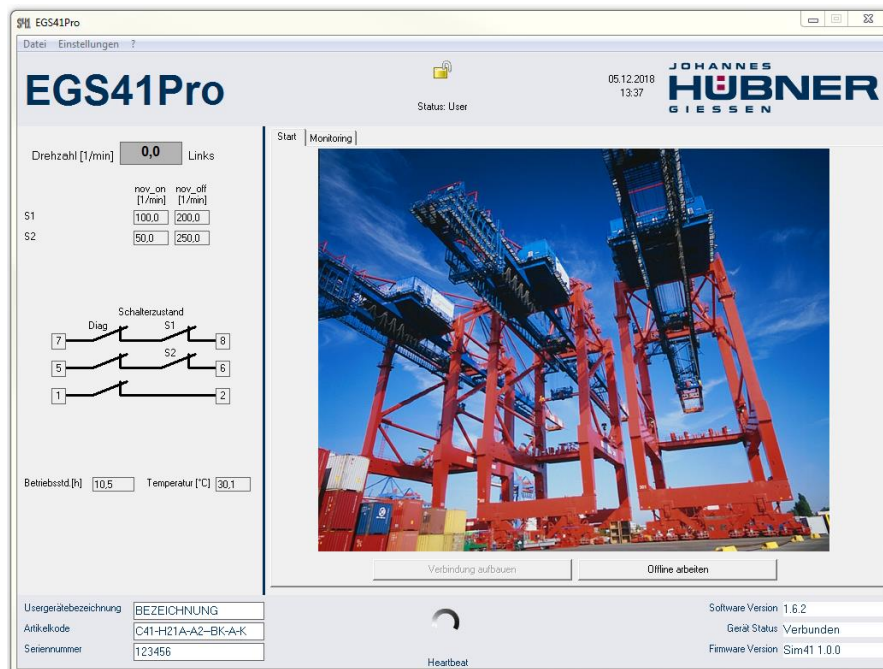 EGS41Pro
Datei Einstellungen ?
EGS41Pro
Status: User
05.12.2018
13:37
JOHANNES
HÜBNER
GIESSEN
Start Monitoring
Drehzahl [1/min] 0,0 Links
nov_on nov_off
[1/min] [1/min]
S1 100,0 200,0
S2 50,0 250,0
Schalterzustand
Diag S1
7 8
S2
5 6
1 2
Betriebsstd.[h] 10,5 Temperatur [°C] 30,1
Verbindung aufbauen Offline arbeiten
Usergerätebezeichnung BEZEICHNUNG
Artikelkode C41-H21A-A2--BK-A-K
Seriennummer 123456
Heartbeat
Software Version 1.6.2
Gerät Status Verbunden
Firmware Version Sim41 1.0.0